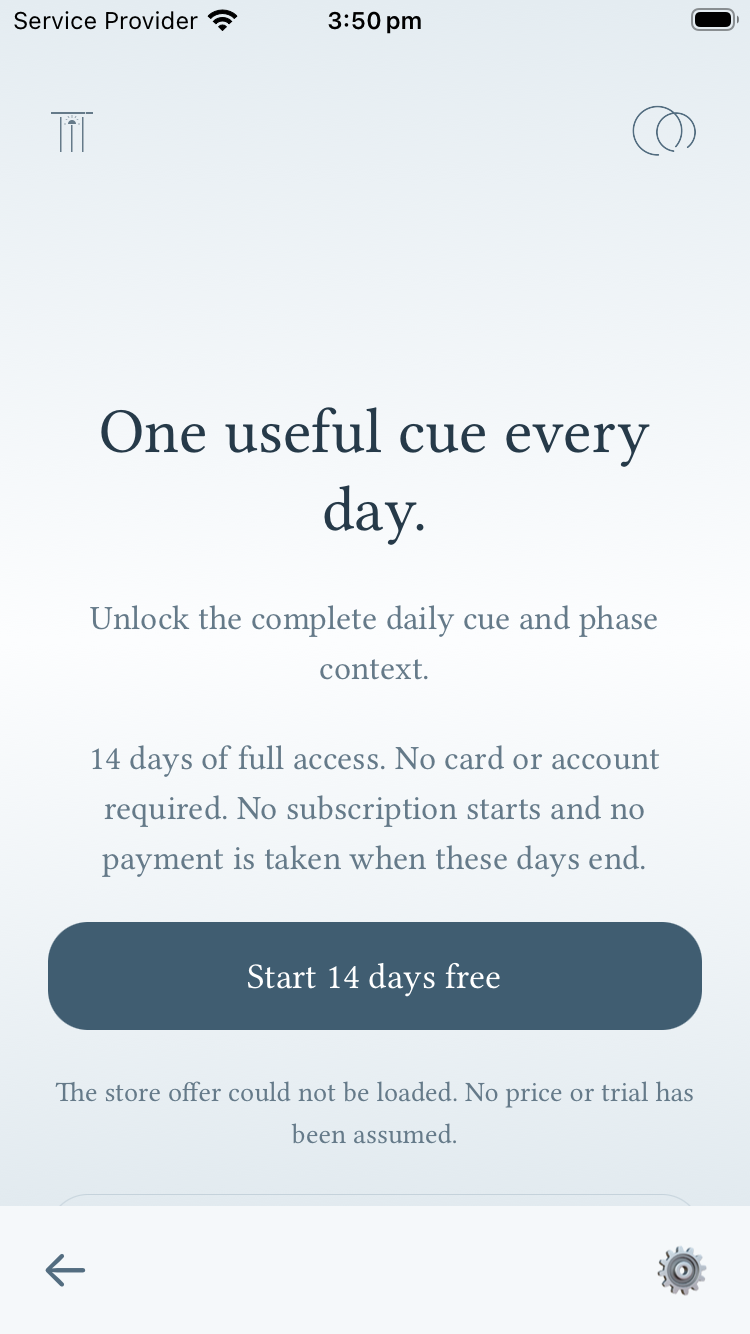 Service Provider 3:50 pm
One useful cue every
day.
Unlock the complete daily cue and phase
context.
14 days of full access. No card or account
required. No subscription starts and no
payment is taken when these days end.
Start 14 days free
The store offer could not be loaded. No price or trial has
been assumed.